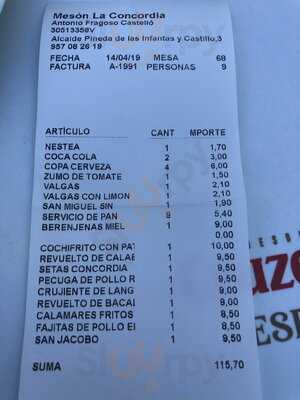 Mesón La Concordia
Antonio Fragoso Castelló
30513358V
Alcalde Pineda de las Infantas y Castillo,3
957 08 26 19
FECHA 14/04/19 MESA 68
FACTURA A-1991 PERSONAS 9
ARTÍCULO CANT MPORTE
NESTEA 1 1,70
COCA COLA 2 3,00
COPA CERVEZA 4 6,00
ZUMO DE TOMATE 1 1,50
VALGAS 1 2,10
VALGAS CON LIMON 1 2,10
SAN MIGUEL SIN 1 1,90
SERVICIO DE PAN 9 5,40
BERENJENAS MIEL 1 9,00
0,00
COCHIFRITO CON PAT 1 10,00
REVUELTO DE CALAB 1 9,50
SETAS CONCORDIA 1 9,50
PECUGA DE POLLO R 1 9,50
CRUJIENTE DE LANG 1 9,00
REVUELTO DE BACAL 1 9,00
CALAMARES FRITOS 1 8,50
FAJITAS DE POLLO EI 1 8,50
SAN JACOBO 1 9,50
SUMA 115,70